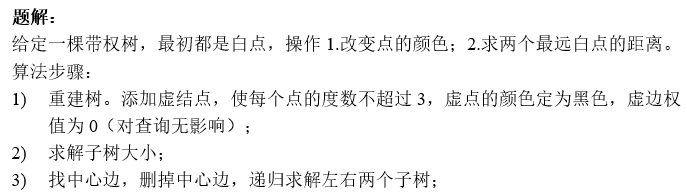 题解：
给定一棵带权树，最初都是白点，操作 1.改变点的颜色；2.求两个最远白点的距离。
算法步骤：
1) 重建树。添加虚结点，使每个点的度数不超过 3，虚点的颜色定为黑色，虚边权
值为 0（对查询无影响）；
2) 求解子树大小；
3) 找中心边，删掉中心边，递归求解左右两个子树；